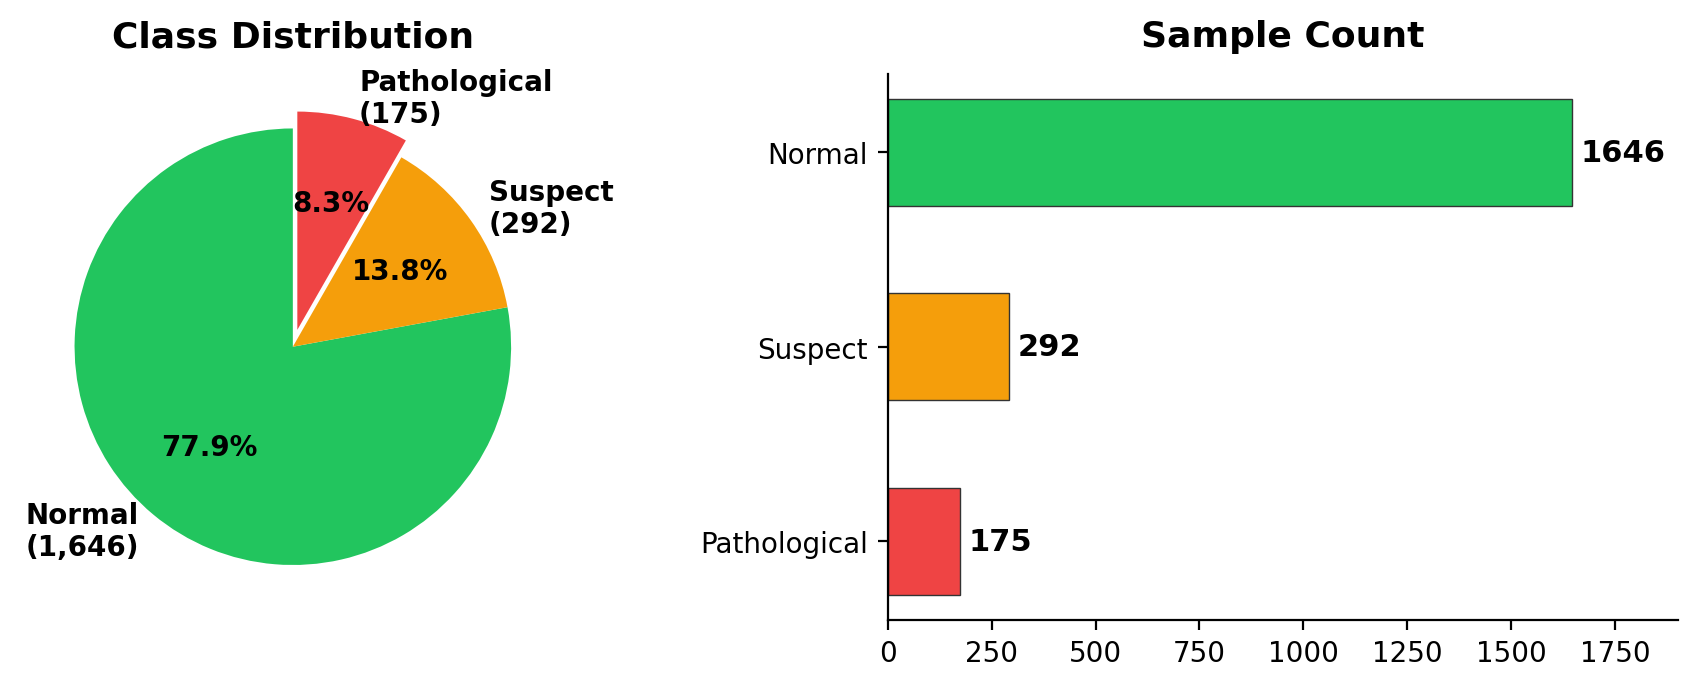 Class Distribution
Pathological
(175)
8.3%
Suspect
(292)
13.8%
77.9%
Normal
(1,646)
Sample Count
Normal
1646
Suspect
292
Pathological
175
0 250 500 750 1000 1250 1500 1750